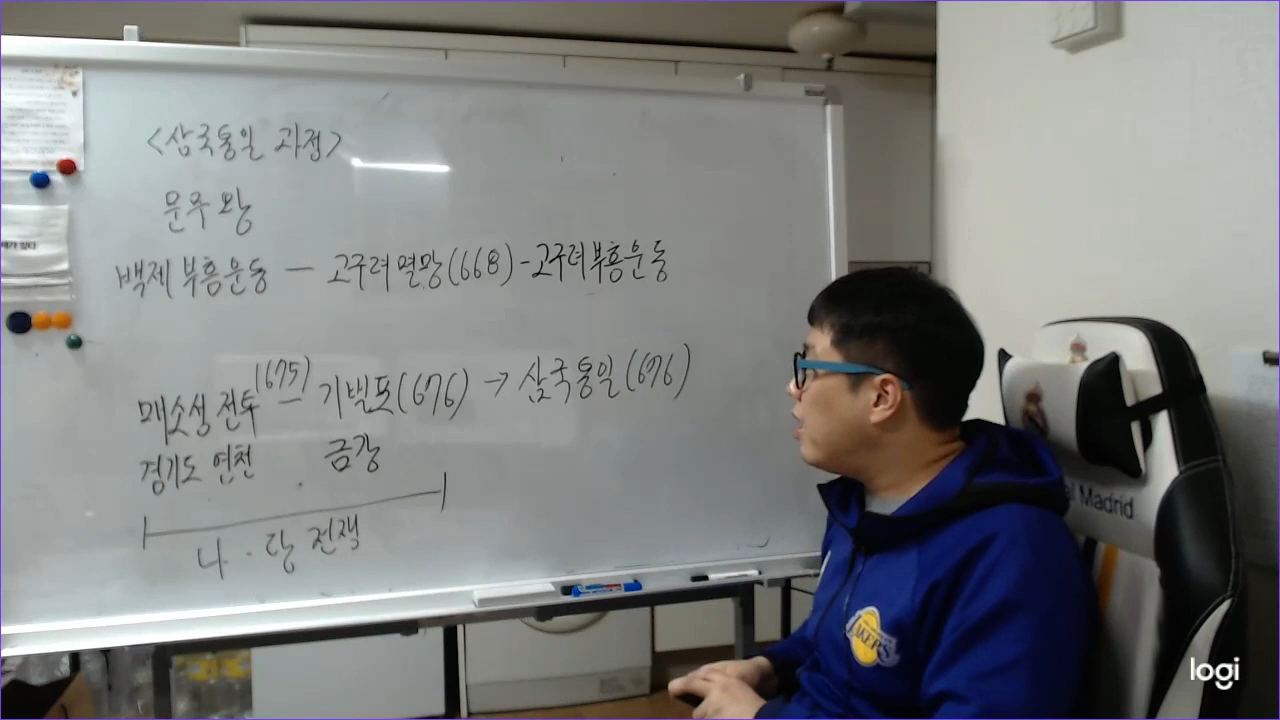 <삼국통일 과정>
문무왕
백제 부흥운동 — 고구려 멸망(668)-고구려부흥운동
매소성 전투(675) — 기벌포(676) → 삼국통일(676)
경기도 연천 금강
나·당 전쟁
Madrid
LAKERS
logi